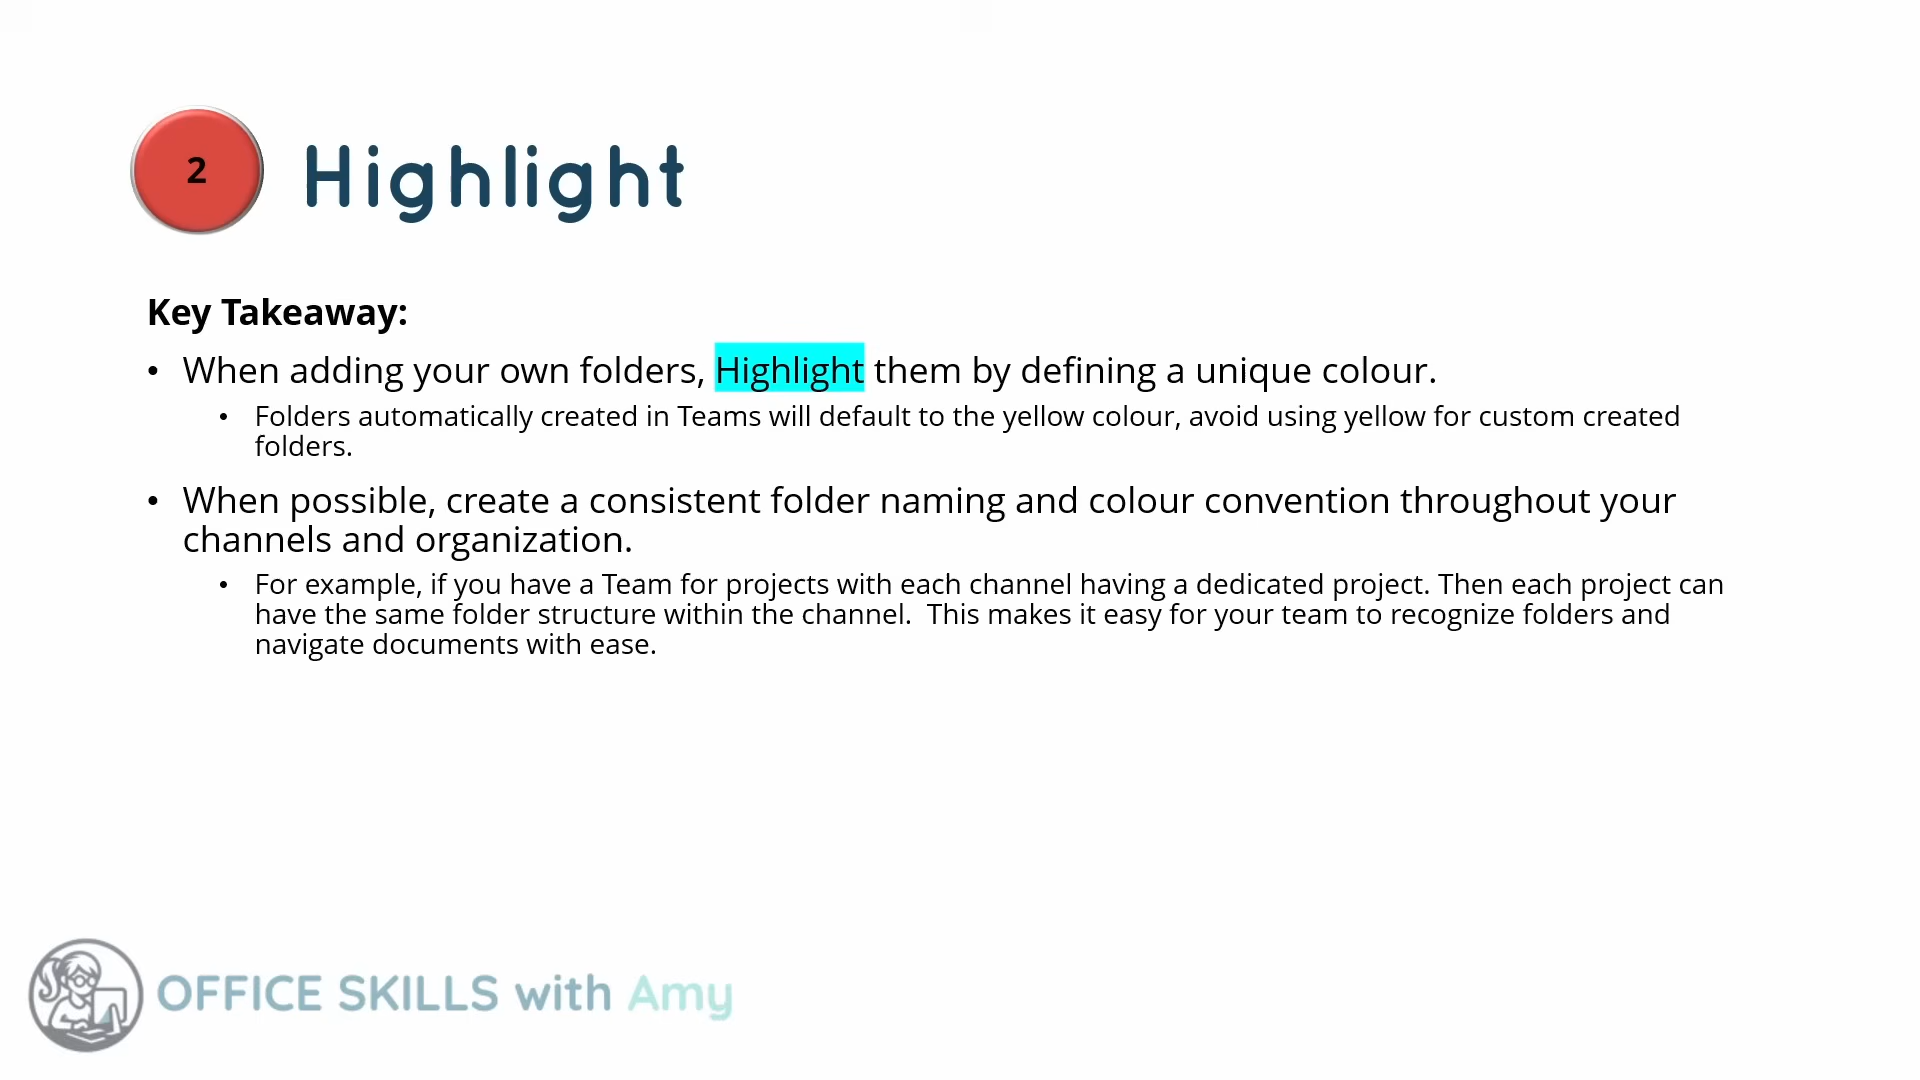 2
Highlight
Key Takeaway:
• When adding your own folders, Highlight them by defining a unique colour.
• Folders automatically created in Teams will default to the yellow colour, avoid using yellow for custom created
folders.
• When possible, create a consistent folder naming and colour convention throughout your
channels and organization.
• For example, if you have a Team for projects with each channel having a dedicated project. Then each project can
have the same folder structure within the channel.  This makes it easy for your team to recognize folders and
navigate documents with ease.
OFFICE SKILLS with Amy